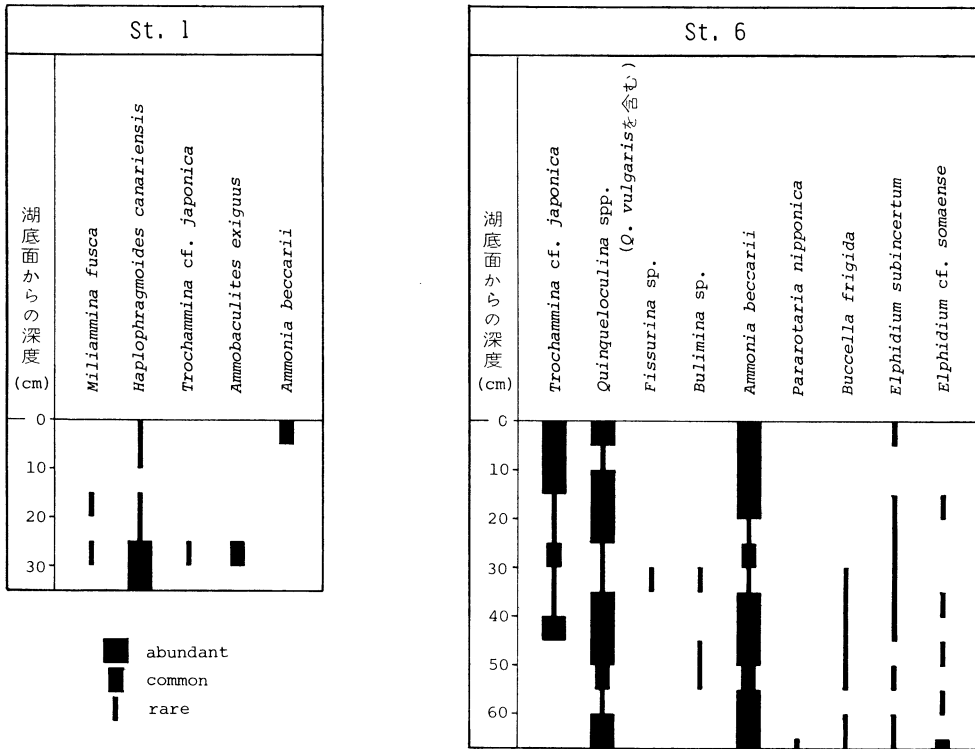 St. 1
湖底面からの深度
(cm)
Miliammina fusca
Haplophragmoides canariensis
Trochammina cf. japonica
Ammobaculites exiguus
Ammonia beccarii
0
10
20
30
abundant
common
rare
St. 6
湖底面からの深度
(cm)
Trochammina cf. japonica
Quinqueloculina spp.
(Q. vulgarisを含む)
Fissurina sp.
Bulimina sp.
Ammonia beccarii
Pararotaria nipponica
Buccella frigida
Elphidium subincertum
Elphidium cf. somaense
0
10
20
30
40
50
60